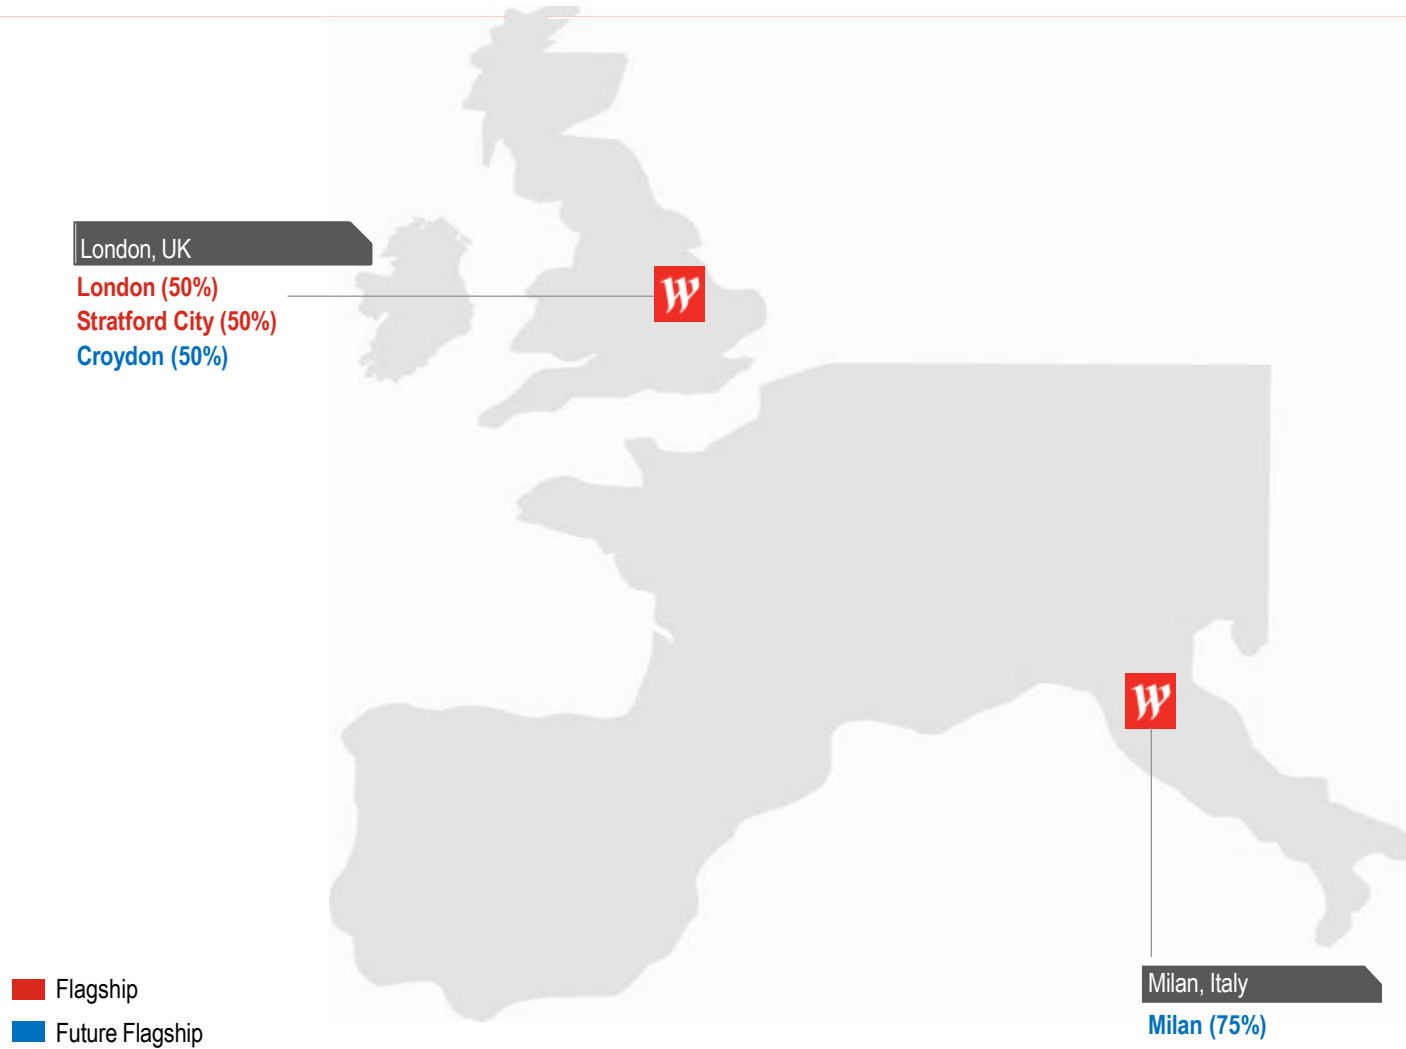 London, UK
London (50%)
Stratford City (50%)
Croydon (50%)
W
W
Milan, Italy
Milan (75%)
Flagship
Future Flagship